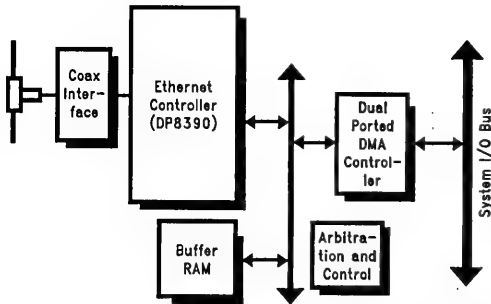 Coax
Inter-
face
Ethernet
Controller
(DP8390)
Dual
Ported
DMA
Control-
ler
System I/O Bus
Buffer
RAM
Arbitra-
tion and
Control